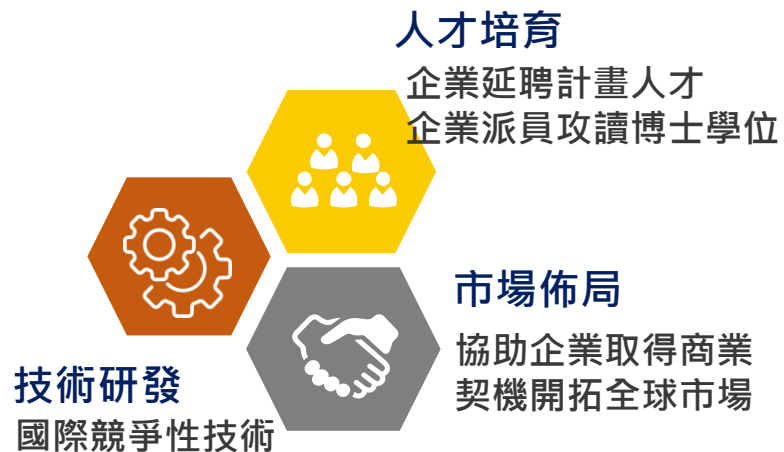 人才培育
企業延聘計畫人才
企業派員攻讀博士學位
市場佈局
協助企業取得商業
契機開拓全球市場
技術研發
國際競爭性技術